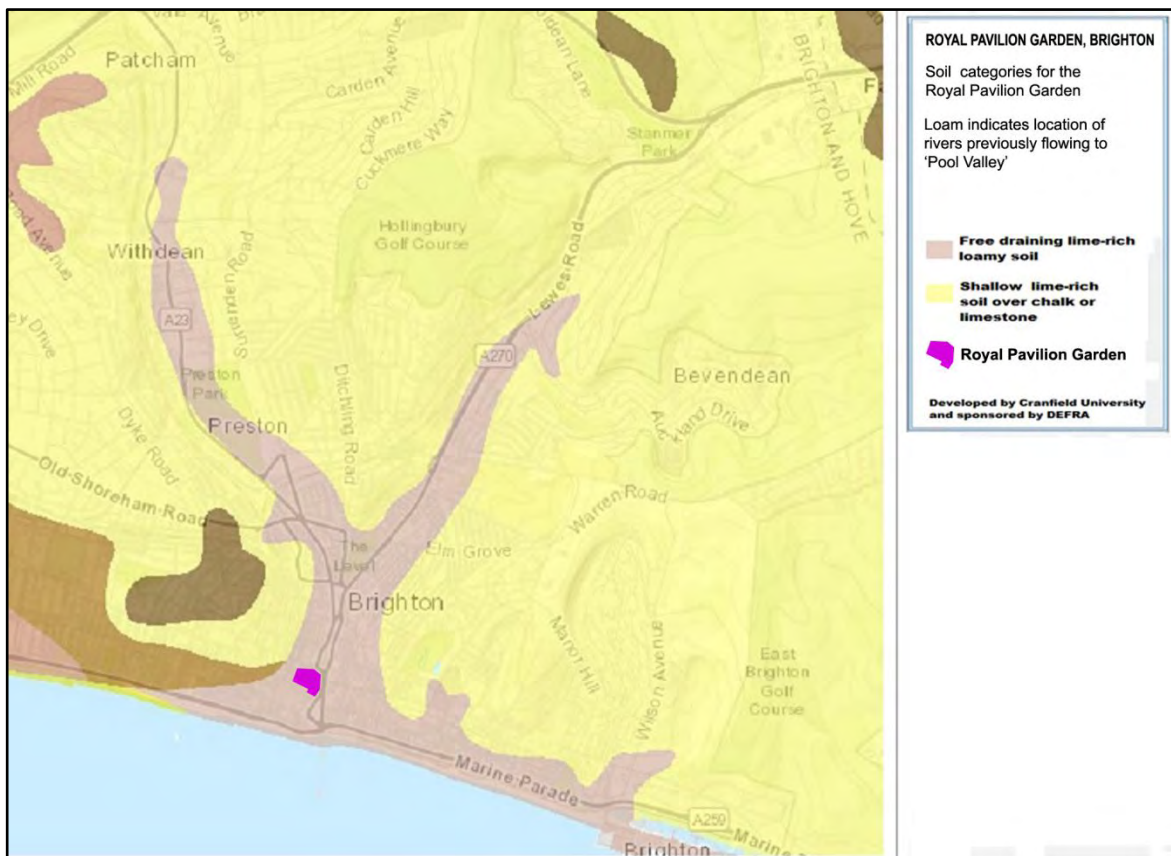 Patcham
Mill Road
Carden Avenue
Carden Hill
Cuckmere Way
Stanmer
Park
BRIGHTON AND HOVE
F
Hollingbury
Golf Course
Withdean
Surrenden Road
Lewes Road
A23
A270
Preston
Park
Preston
Ditchling Road
Dyke Road
Bevendean
Old Shoreham Road
Warren Road
The
Level
Elm Grove
Brighton
Manor Hill
Wilson Avenue
East
Brighton
Golf
Course
Marine Parade
A259
Marine
Brighton
ROYAL PAVILION GARDEN, BRIGHTON
Soil categories for the
Royal Pavilion Garden
Loam indicates location of
rivers previously flowing to
‘Pool Valley’
Free draining lime-rich
loamy soil
Shallow lime-rich
soil over chalk or
limestone
Royal Pavilion Garden
Developed by Cranfield University
and sponsored by DEFRA